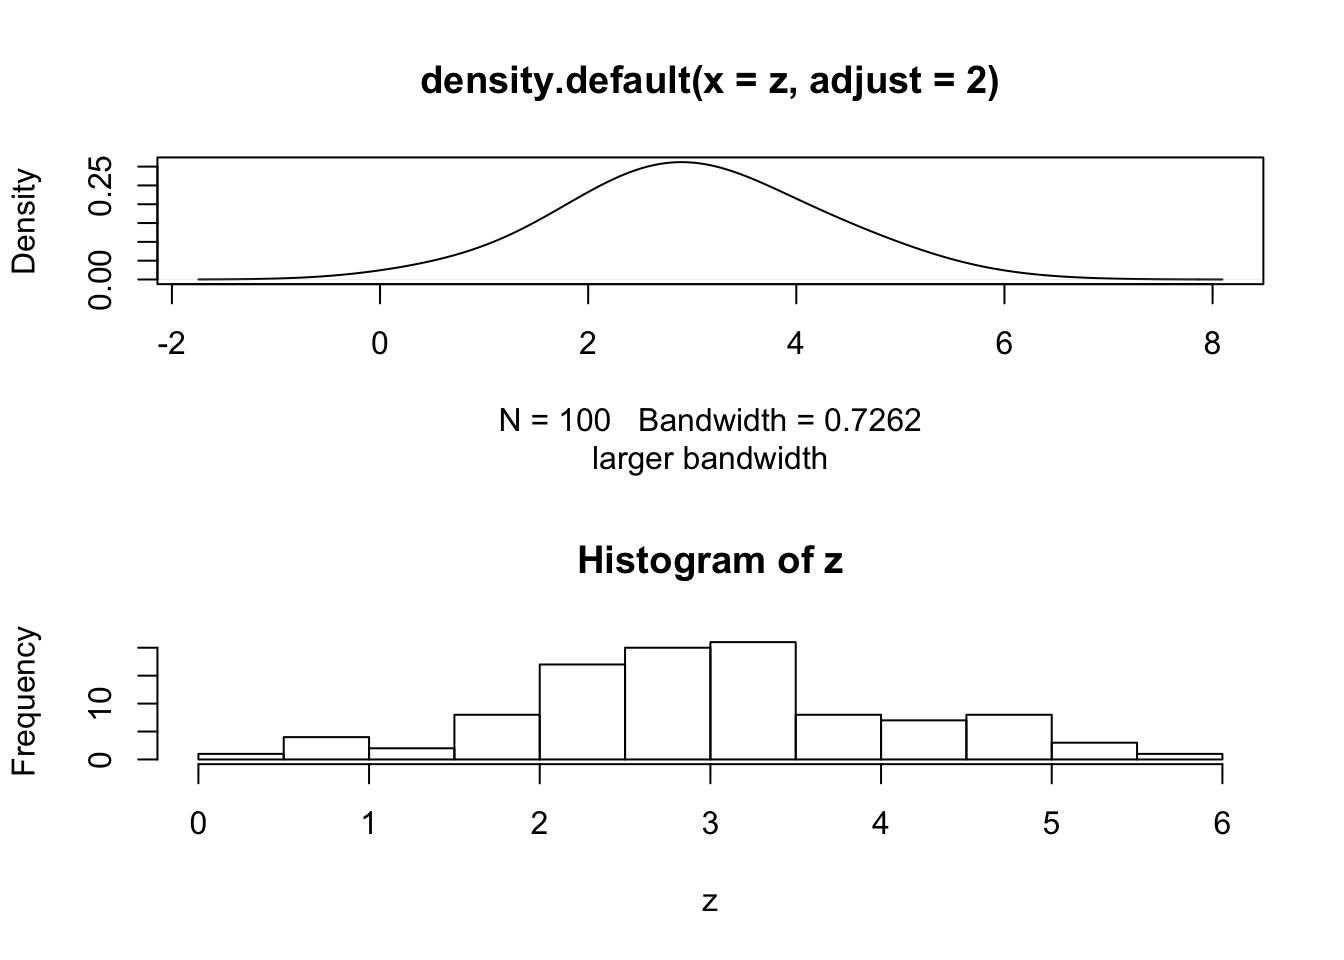 density.default(x = z, adjust = 2)
Density
0.25
0.00
-2 0 2 4 6 8
N = 100 Bandwidth = 0.7262
larger bandwidth
Histogram of z
Frequency
10
0
0 1 2 3 4 5 6
z